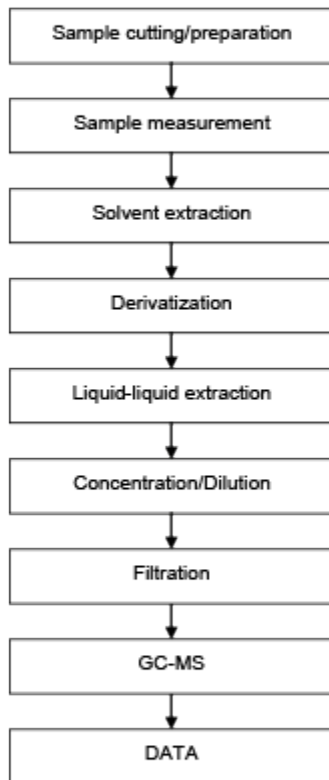 Sample cutting/preparation
Sample measurement
Solvent extraction
Derivatization
Liquid-liquid extraction
Concentration/Dilution
Filtration
GC-MS
DATA